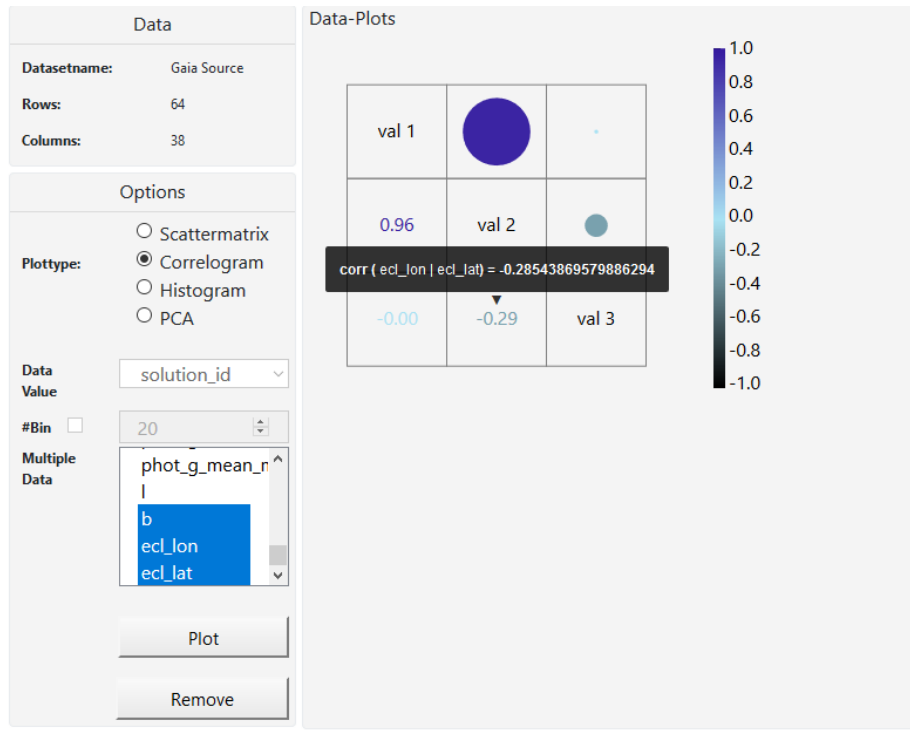 Data
Datasetname: Gaia Source
Rows: 64
Columns: 38
Options
Plottype:
Scattermatrix
Correlogram
Histogram
PCA
Data Value
solution_id
#Bin
20
Multiple Data
phot_g_mean_m
l
b
ecl_lon
ecl_lat
Plot
Remove
Data-Plots
val 1
0.96 val 2
corr ( ecl_lon | ecl_lat) = -0.28543869579886294
-0.00 -0.29 val 3
1.0
0.8
0.6
0.4
0.2
0.0
-0.2
-0.4
-0.6
-0.8
-1.0